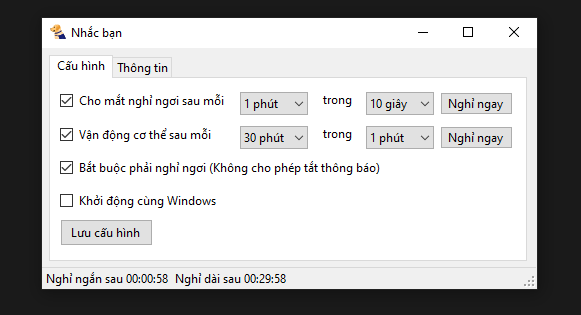 Nhắc bạn
Cấu hình Thông tin
Cho mắt nghỉ ngơi sau mỗi 1 phút trong 10 giây Nghỉ ngay
Vận động cơ thể sau mỗi 30 phút trong 1 phút Nghỉ ngay
Bắt buộc phải nghỉ ngơi (Không cho phép tắt thông báo)
Khởi động cùng Windows
Lưu cấu hình
Nghỉ ngắn sau 00:00:58 Nghỉ dài sau 00:29:58